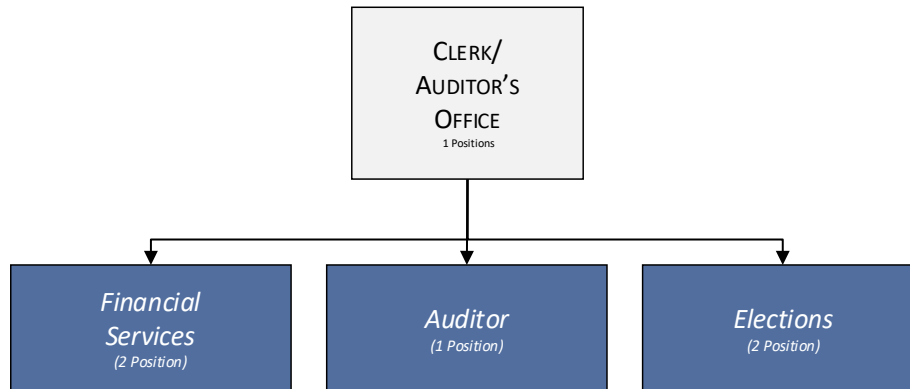 CLERK/
AUDITOR'S
OFFICE
1 Positions
Financial
Services
(2 Position)
Auditor
(1 Position)
Elections
(2 Position)